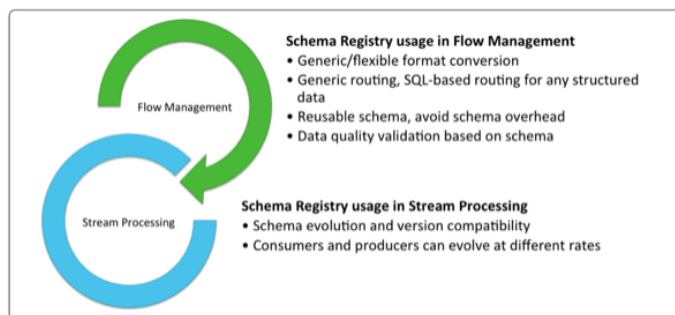 Schema Registry usage in Flow Management
• Generic/flexible format conversion
• Generic routing, SQL-based routing for any structured
data
• Reusable schema, avoid schema overhead
• Data quality validation based on schema
Flow Management
Schema Registry usage in Stream Processing
• Schema evolution and version compatibility
• Consumers and producers can evolve at different rates
Stream Processing